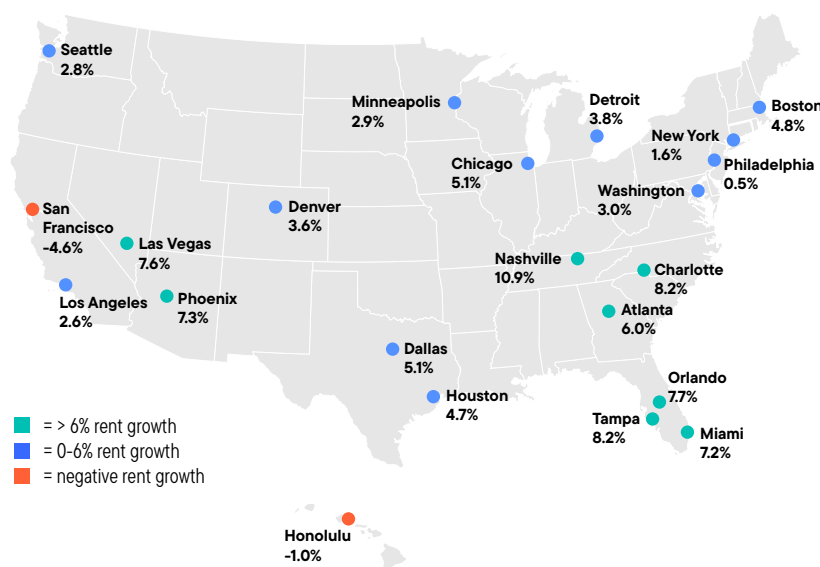 Seattle
2.8%
Minneapolis
2.9%
Detroit
3.8%
Boston
4.8%
New York
1.6%
Chicago
5.1%
Philadelphia
0.5%
Washington
3.0%
San
Francisco
-4.6%
Denver
3.6%
Las Vegas
7.6%
Nashville
10.9%
Charlotte
8.2%
Los Angeles
2.6%
Phoenix
7.3%
Atlanta
6.0%
Dallas
5.1%
Houston
4.7%
Orlando
7.7%
Tampa
8.2%
Miami
7.2%
= > 6% rent growth
= 0-6% rent growth
= negative rent growth
Honolulu
-1.0%